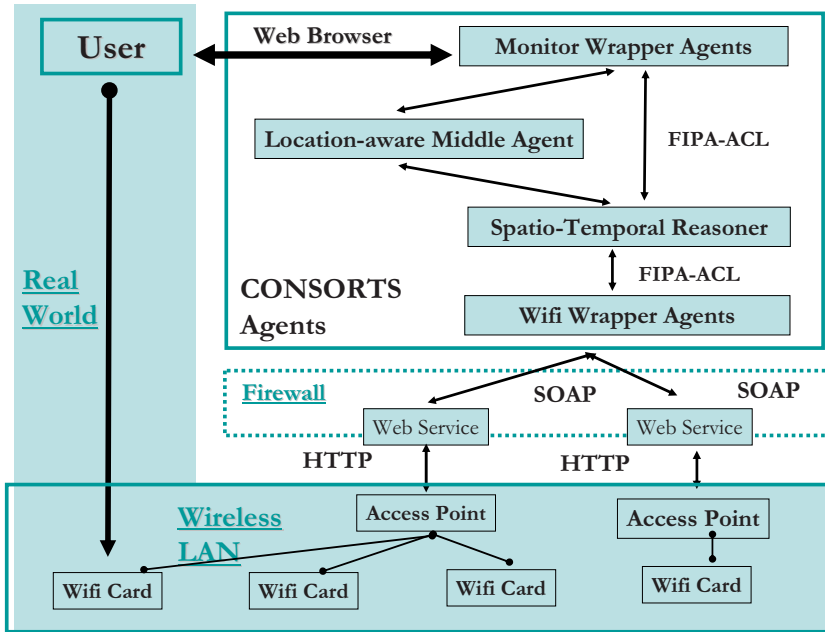 User
Web Browser
Monitor Wrapper Agents
Location-aware Middle Agent
FIPA-ACL
Spatio-Temporal Reasoner
FIPA-ACL
Real
World
CONSORTS
Agents
Wifi Wrapper Agents
Firewall
SOAP
SOAP
Web Service
Web Service
HTTP
HTTP
Wireless
LAN
Access Point
Access Point
Wifi Card
Wifi Card
Wifi Card
Wifi Card